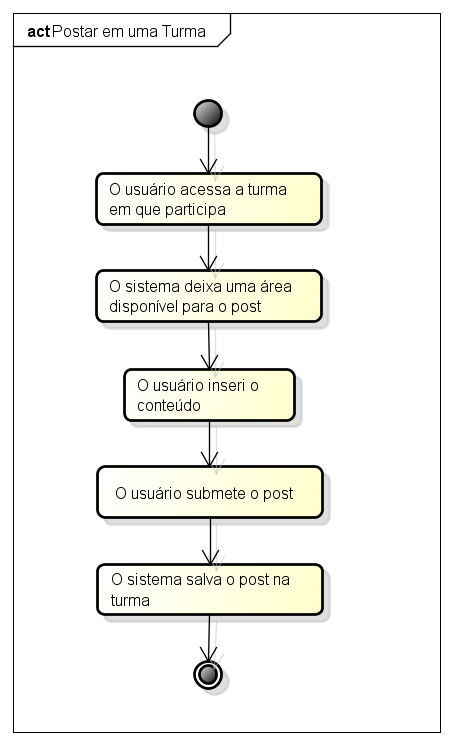 act Postar em uma Turma
O usuário acessa a turma
em que participa
O sistema deixa uma área
disponível para o post
O usuário inseri o
conteúdo
O usuário submete o post
O sistema salva o post na
turma